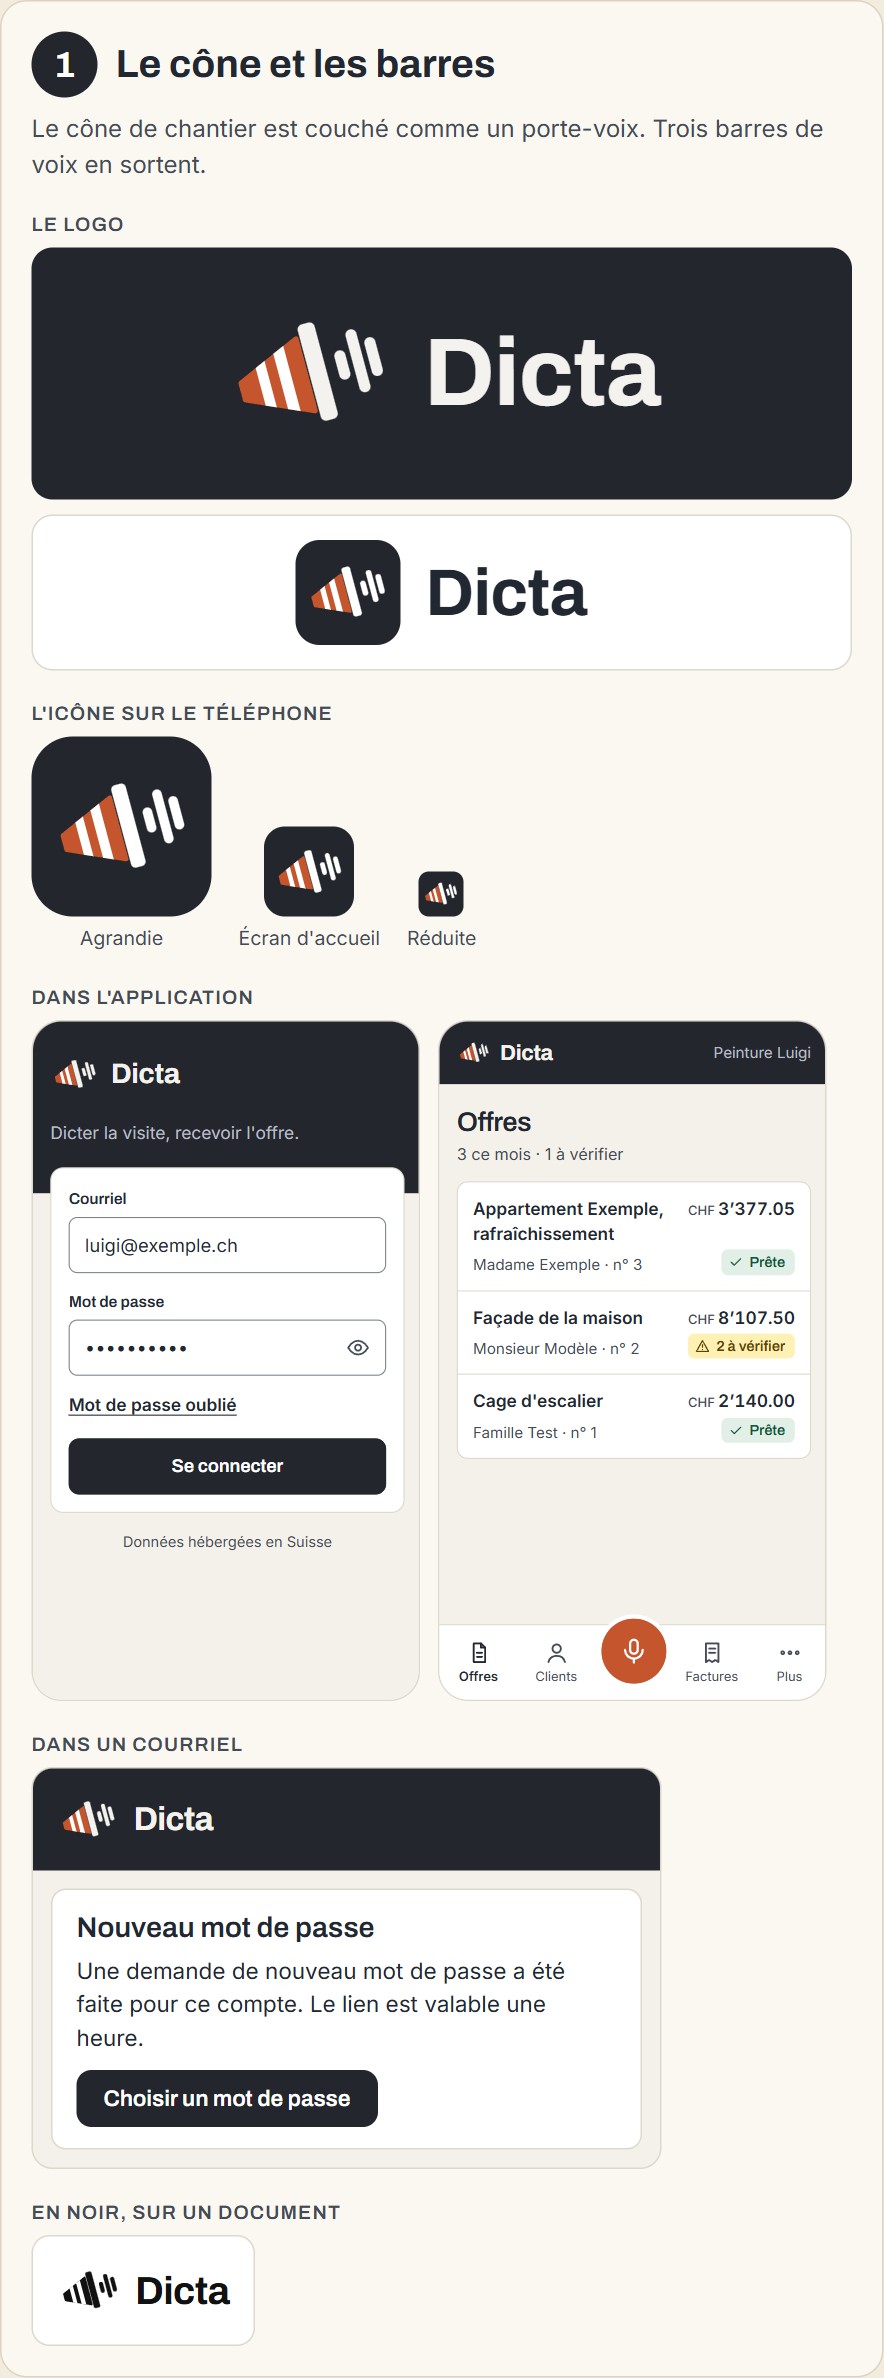 1 Le cône et les barres
Le cône de chantier est couché comme un porte-voix. Trois barres de
voix en sortent.
LE LOGO
Dicta
Dicta
L'ICÔNE SUR LE TÉLÉPHONE
Agrandie
Écran d'accueil
Réduite
DANS L'APPLICATION
Dicta
Dicter la visite, recevoir l'offre.
Courriel
luigi@exemple.ch
Mot de passe
••••••••••
Mot de passe oublié
Se connecter
Données hébergées en Suisse
Dicta
Peinture Luigi
Offres
3 ce mois · 1 à vérifier
Appartement Exemple,
rafraîchissement
CHF 3’377.05
Madame Exemple · n° 3
Prête
Façade de la maison
CHF 8’107.50
Monsieur Modèle · n° 2
2 à vérifier
Cage d'escalier
CHF 2’140.00
Famille Test · n° 1
Prête
Offres
Clients
Factures
Plus
DANS UN COURRIEL
Dicta
Nouveau mot de passe
Une demande de nouveau mot de passe a été
faite pour ce compte. Le lien est valable une
heure.
Choisir un mot de passe
EN NOIR, SUR UN DOCUMENT
Dicta